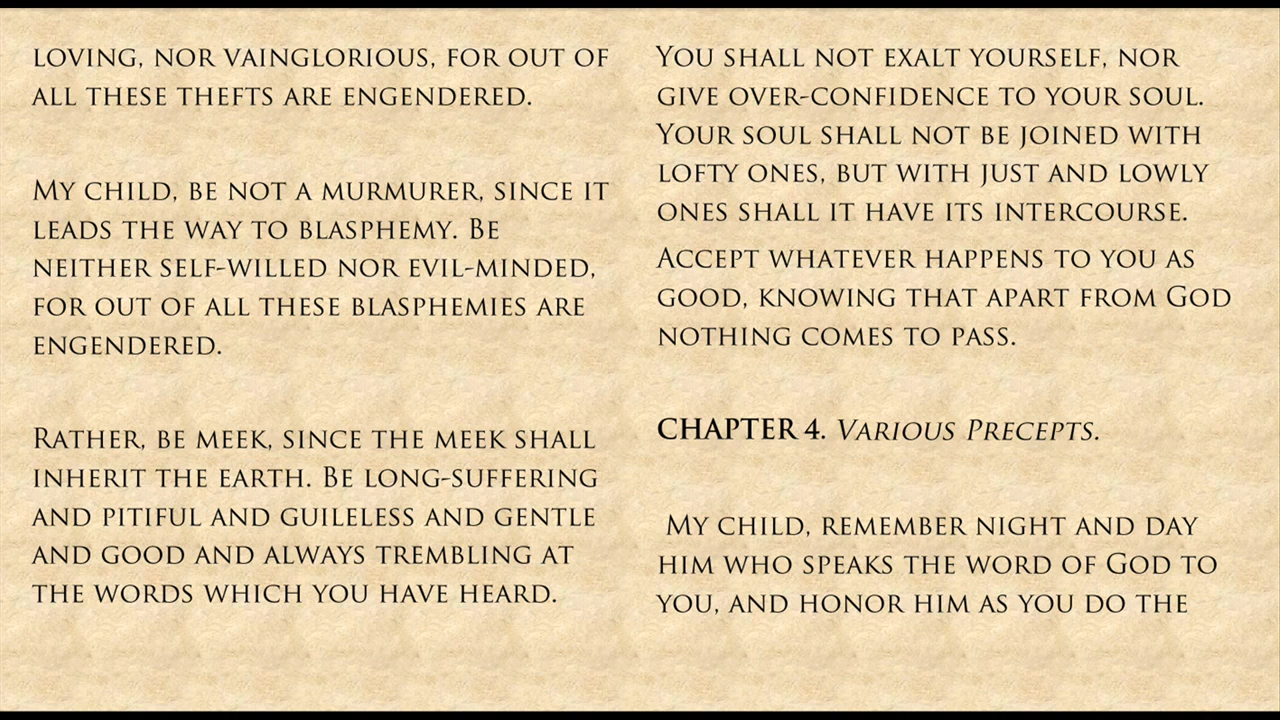 LOVING, NOR VAINGLORIOUS, FOR OUT OF
ALL THESE THEFTS ARE ENGENDERED.
MY CHILD, BE NOT A MURMURER, SINCE IT
LEADS THE WAY TO BLASPHEMY. BE
NEITHER SELF-WILLED NOR EVIL-MINDED,
FOR OUT OF ALL THESE BLASPHEMIES ARE
ENGENDERED.
RATHER, BE MEEK, SINCE THE MEEK SHALL
INHERIT THE EARTH. BE LONG-SUFFERING
AND PITIFUL AND GUILELESS AND GENTLE
AND GOOD AND ALWAYS TREMBLING AT
THE WORDS WHICH YOU HAVE HEARD.
YOU SHALL NOT EXALT YOURSELF, NOR
GIVE OVER-CONFIDENCE TO YOUR SOUL.
YOUR SOUL SHALL NOT BE JOINED WITH
LOFTY ONES, BUT WITH JUST AND LOWLY
ONES SHALL IT HAVE ITS INTERCOURSE.
ACCEPT WHATEVER HAPPENS TO YOU AS
GOOD, KNOWING THAT APART FROM GOD
NOTHING COMES TO PASS.
CHAPTER 4. VARIOUS PRECEPTS.
MY CHILD, REMEMBER NIGHT AND DAY
HIM WHO SPEAKS THE WORD OF GOD TO
YOU, AND HONOR HIM AS YOU DO THE